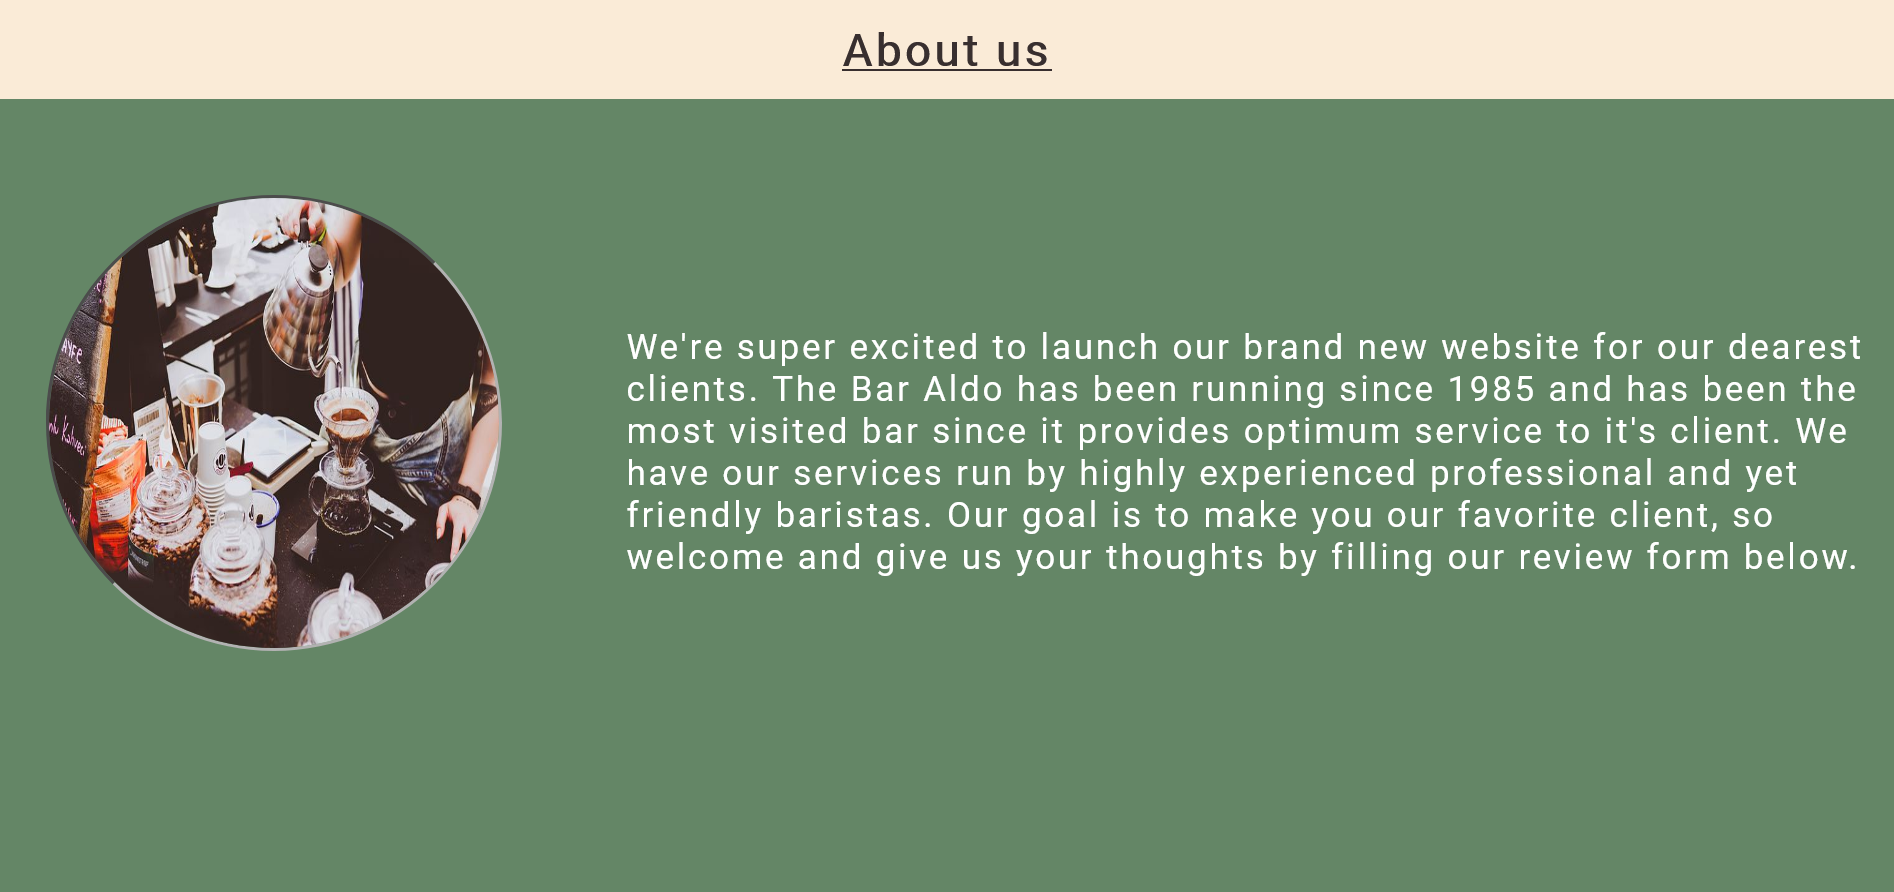 About us
We're super excited to launch our brand new website for our dearest
clients. The Bar Aldo has been running since 1985 and has been the
most visited bar since it provides optimum service to it's client. We
have our services run by highly experienced professional and yet
friendly baristas. Our goal is to make you our favorite client, so
welcome and give us your thoughts by filling our review form below.